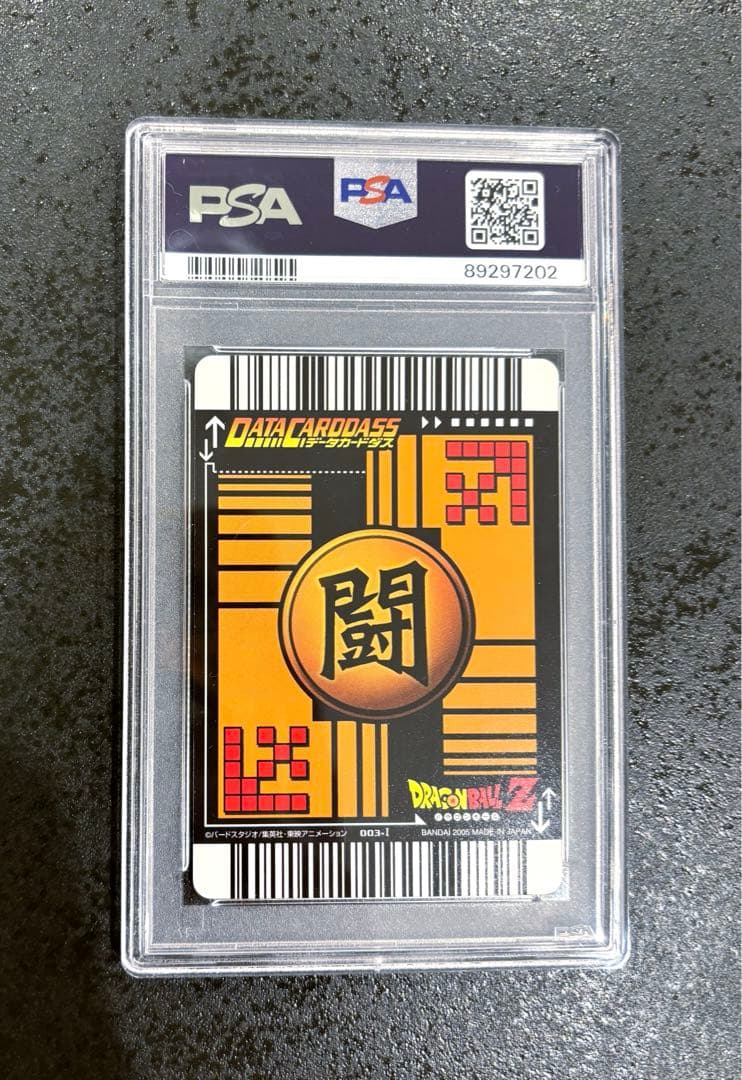 PSA
PSA
89297202
DATA CARDDASS
データカードダス
闘
DRAGONBALL Z
©バードスタジオ/集英社・東映アニメーション 003-I BANDAI 2005 MADE IN JAPAN